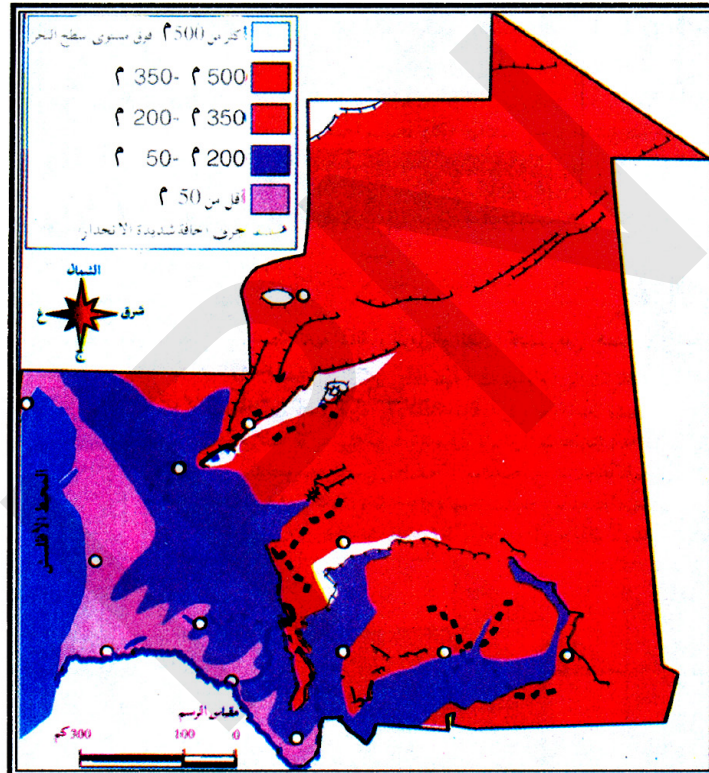 أكثر من 500 م فوق مستوى سطح البحر
500 م -350 م
350 م -200 م
200 م -50 م
أقل من 50 م
جرف (حافة شديدة الانحدار)
الشمال
شرق
غ
ج
المحيط الأطلسي
مقياس الرسم
300 كم 100 0